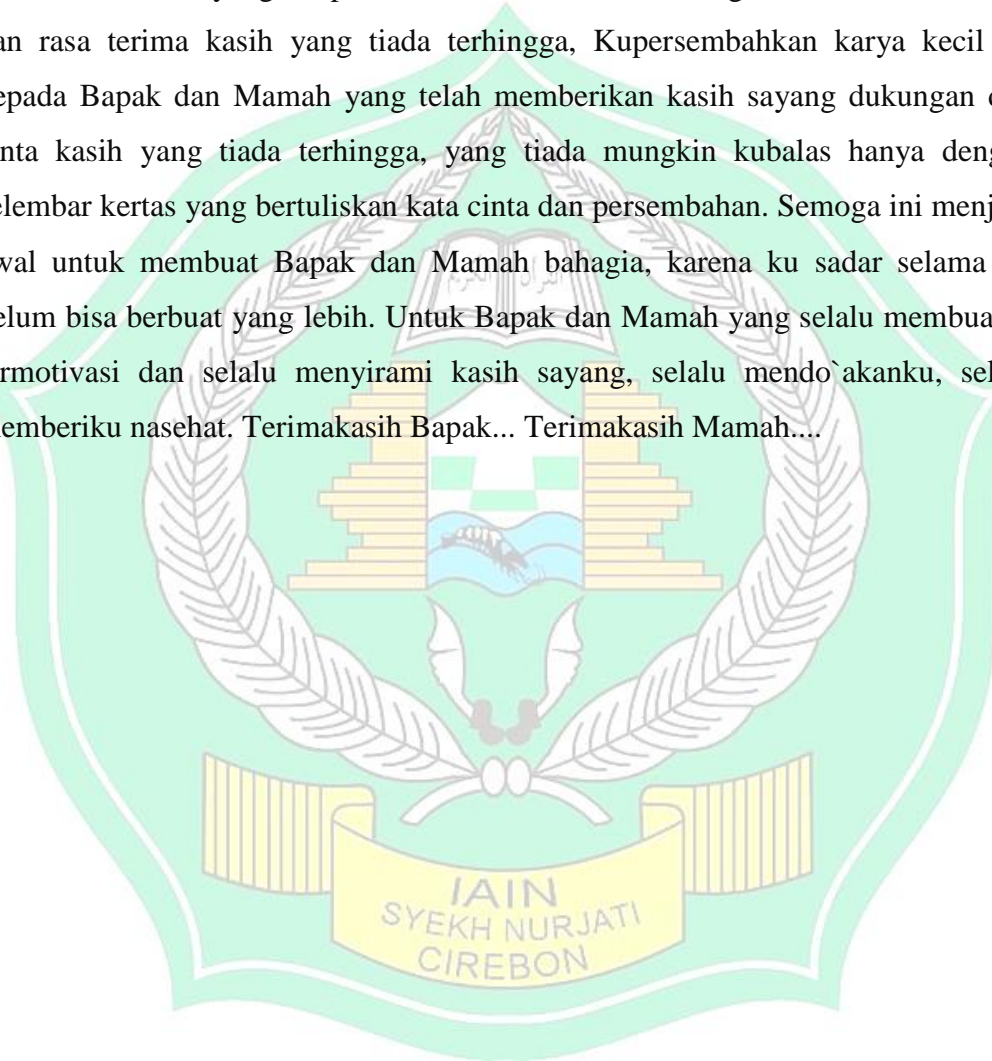 an rasa terima kasih yang tiada terhingga, Kupersembahkan karya kecil
epada Bapak dan Mamah yang telah memberikan kasih sayang dukungan
nta kasih yang tiada terhingga, yang tiada mungkin kubalas hanya deng
elembar kertas yang bertuliskan kata cinta dan persembahan. Semoga ini menj
wal untuk membuat Bapak dan Mamah bahagia, karena ku sadar selama
elum bisa berbuat yang lebih. Untuk Bapak dan Mamah yang selalu membua
rmotivasi dan selalu menyirami kasih sayang, selalu mendo`akanku, sel
emberiku nasehat. Terimakasih Bapak... Terimakasih Mamah....
القرآن الكريم
IAIN
SYEKH NURJATI
CIREBON